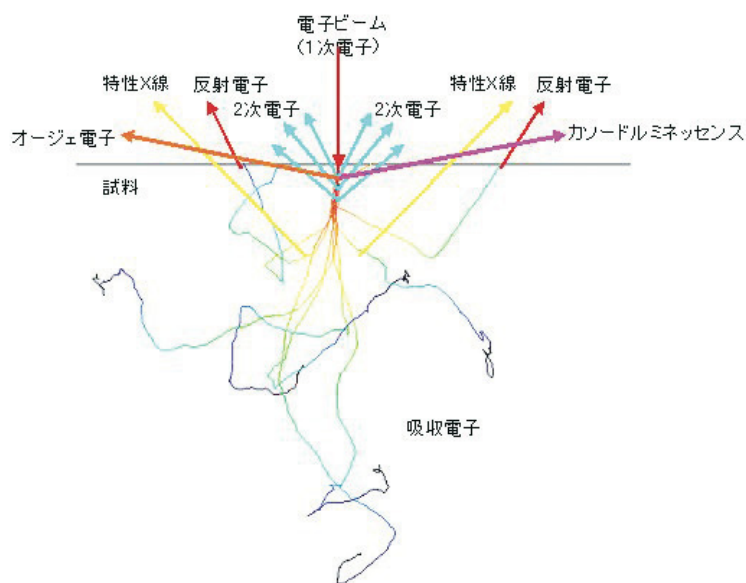 電子ビーム
(1次電子)
特性X線
反射電子
特性X線
反射電子
2次電子
2次電子
オージェ電子
カソードルミネッセンス
試料
吸収電子